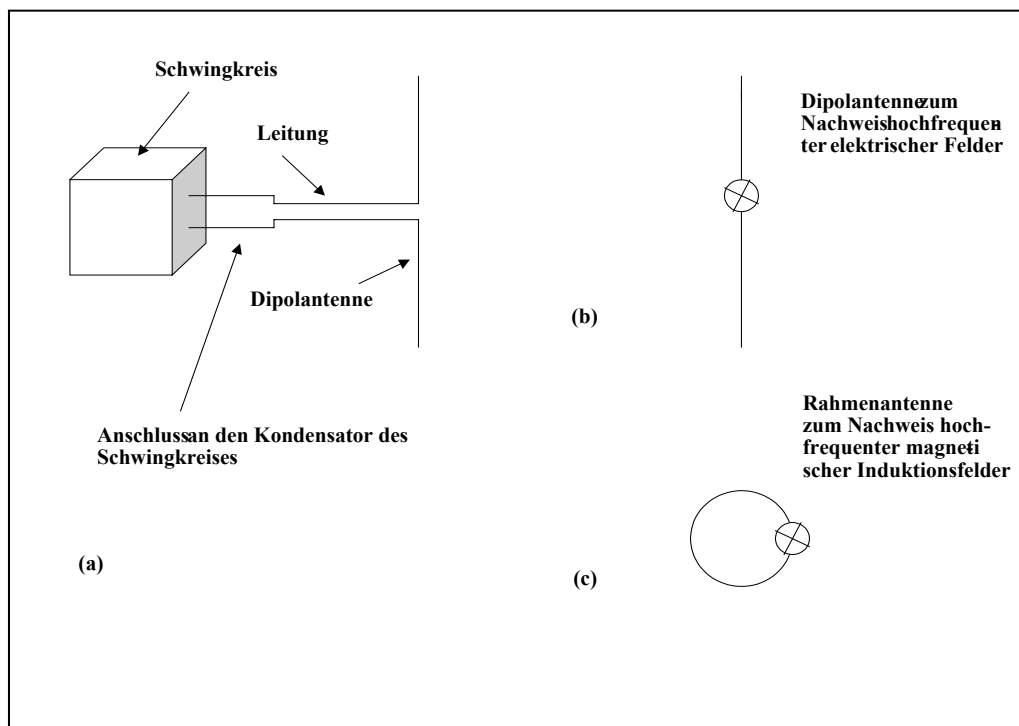 Schwingkreis
Leitung
Dipolantenne
Anschlussan den Kondensator des
Schwingkreises
(a)
Dipolantennezum
Nachweishochfrequen-
ter elektrischer Felder
(b)
Rahmenantenne
zum Nachweis hoch-
frequenter magneti-
scher Induktionsfelder
(c)